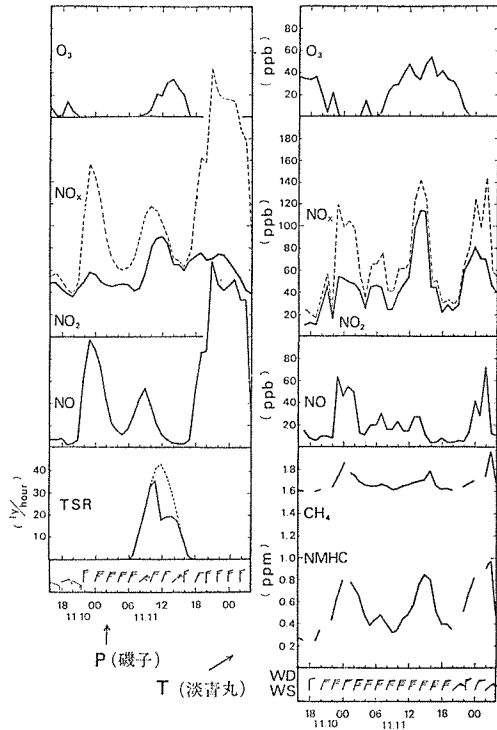 O₃
NOₓ
NO₂
NO
TSR
( ly/hour )
40
30
20
10
18 00 06 12 18 00
11.10 11.11
P (磯子)
T (淡青丸)
( ppb )
80
60
40
20
O₃
( ppb )
180
160
140
120
100
80
60
40
20
NOₓ
NO₂
( ppb )
80
60
40
20
NO
1.8
1.6
CH₄
( ppm )
1.0
0.8
0.6
0.4
0 2
NMHC
WD
WS
18 00 06 12 18 00
11.10 11.11